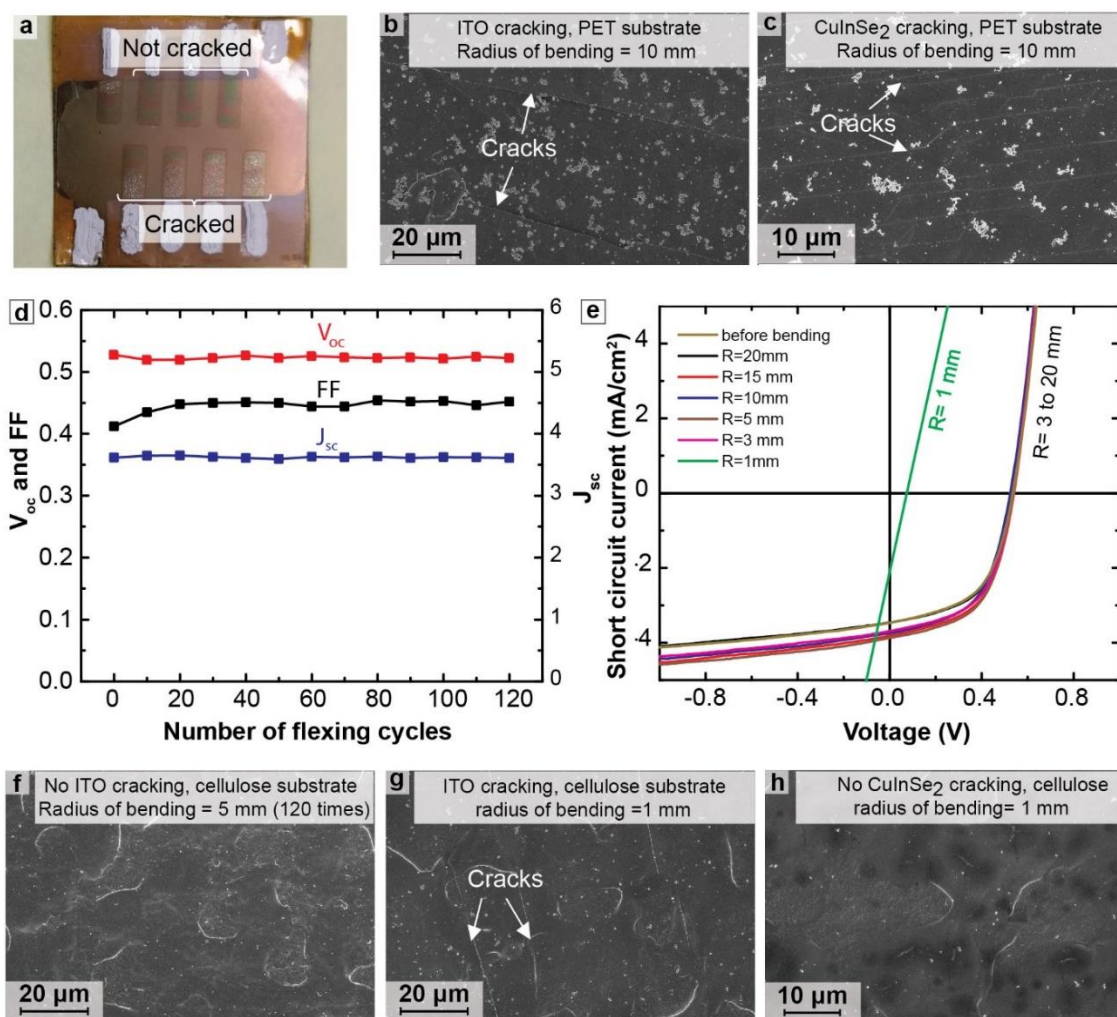 a
Not cracked
Cracked
b
ITO cracking, PET substrate
Radius of bending = 10 mm
Cracks
20 µm
c
CuInSe₂ cracking, PET substrate
Radius of bending = 10 mm
Cracks
10 µm
d
0.6
0.5
0.4
0.3
0.2
0.1
0.0
Voc and FF
Voc
FF
Jsc
0 20 40 60 80 100 120
Number of flexing cycles
6
5
4
3
2
1
0
Jsc
e
Short circuit current (mA/cm²)
4
2
0
-2
-4
before bending
R=20mm
R=15 mm
R=10mm
R=5 mm
R=3 mm
R=1mm
R= 1 mm
R= 3 to 20 mm
-0.8 -0.4 0.0 0.4 0.8
Voltage (V)
f
No ITO cracking, cellulose substrate
Radius of bending = 5 mm (120 times)
20 µm
g
ITO cracking, cellulose substrate
radius of bending =1 mm
Cracks
20 µm
h
No CuInSe₂ cracking, cellulose
radius of bending= 1 mm
10 µm